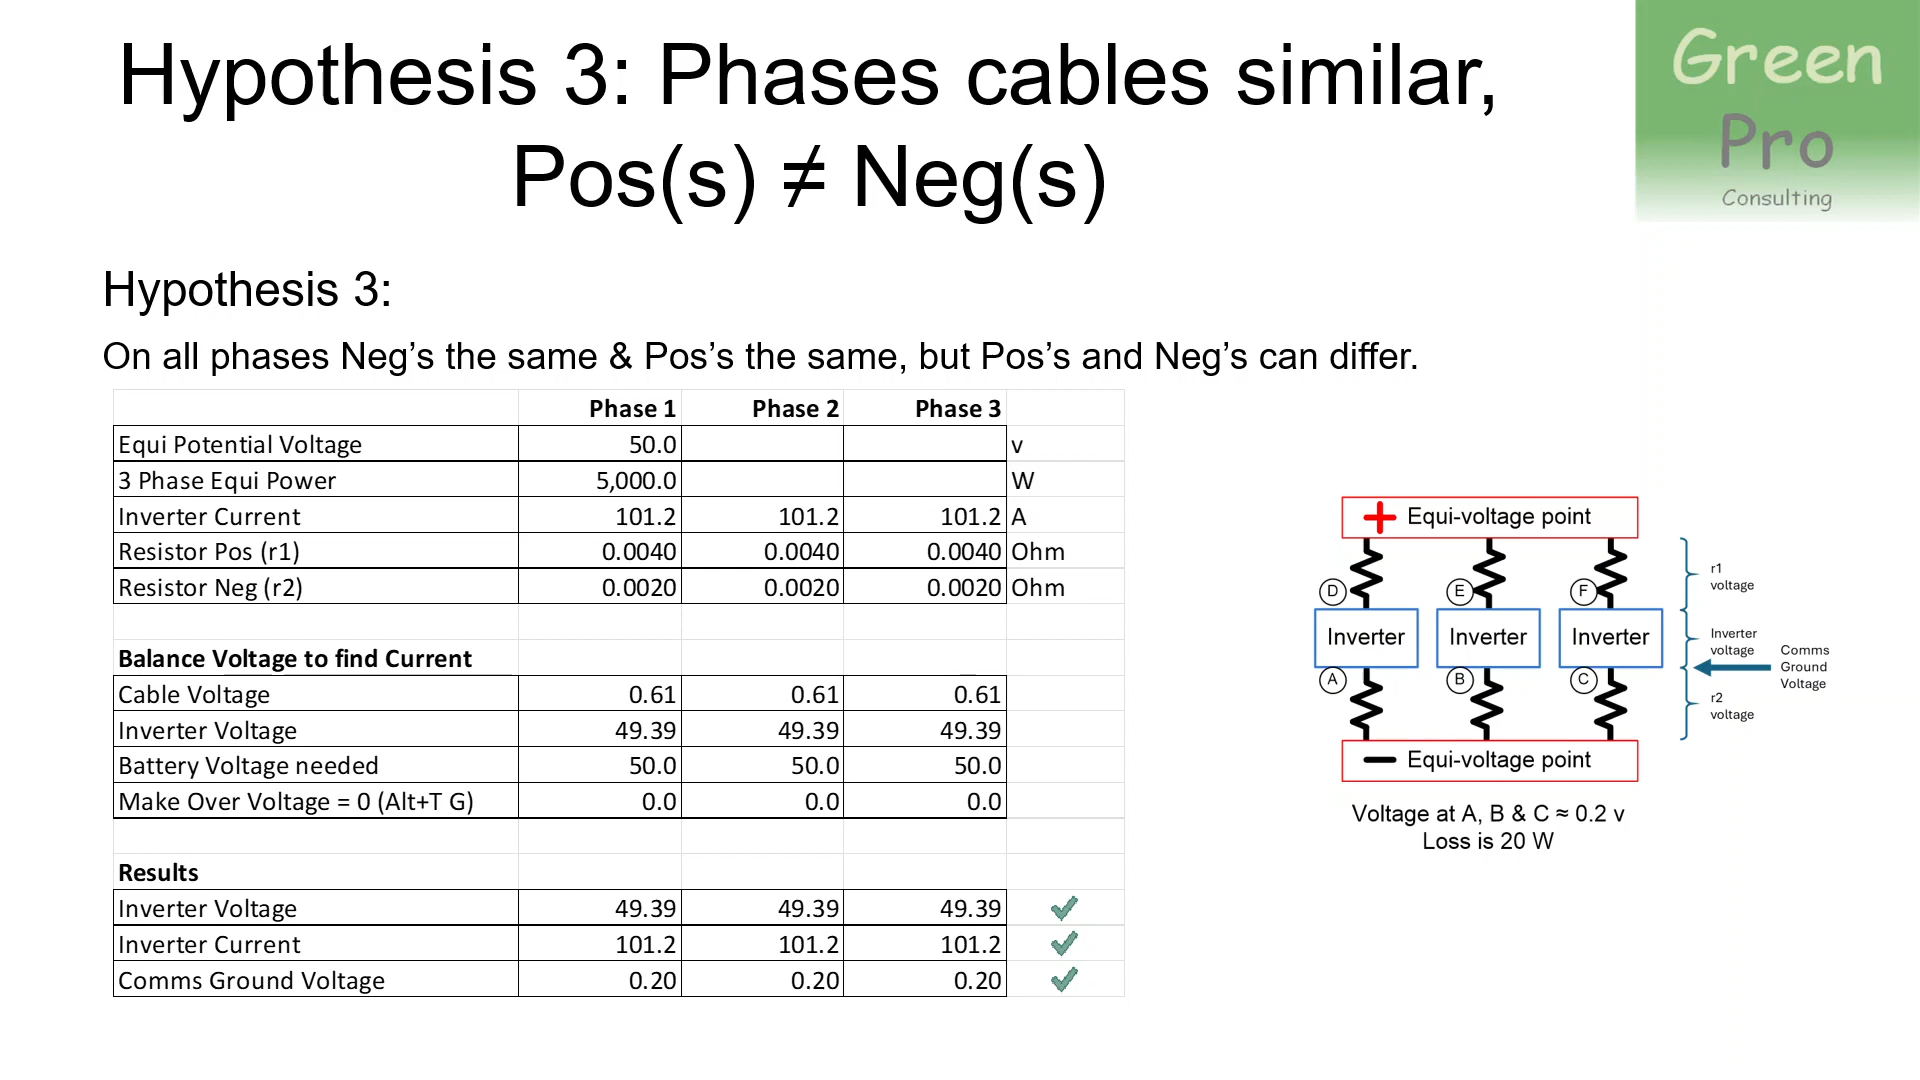 Hypothesis 3: Phases cables similar,
Pos(s) ≠ Neg(s)
Green
Pro
Consulting
Hypothesis 3:
On all phases Neg’s the same & Pos’s the same, but Pos’s and Neg’s can differ.
Phase 1 Phase 2 Phase 3
Equi Potential Voltage 50.0 v
3 Phase Equi Power 5,000.0 W
Inverter Current 101.2 101.2 101.2 A
Resistor Pos (r1) 0.0040 0.0040 0.0040 Ohm
Resistor Neg (r2) 0.0020 0.0020 0.0020 Ohm
Balance Voltage to find Current
Cable Voltage 0.61 0.61 0.61
Inverter Voltage 49.39 49.39 49.39
Battery Voltage needed 50.0 50.0 50.0
Make Over Voltage = 0 (Alt+T G) 0.0 0.0 0.0
Results
Inverter Voltage 49.39 49.39 49.39
Inverter Current 101.2 101.2 101.2
Comms Ground Voltage 0.20 0.20 0.20
Equi-voltage point
D E F
Inverter Inverter Inverter
A B C
Equi-voltage point
r1
voltage
Inverter
voltage
r2
voltage
Comms
Ground
Voltage
Voltage at A, B & C ≈ 0.2 v
Loss is 20 W